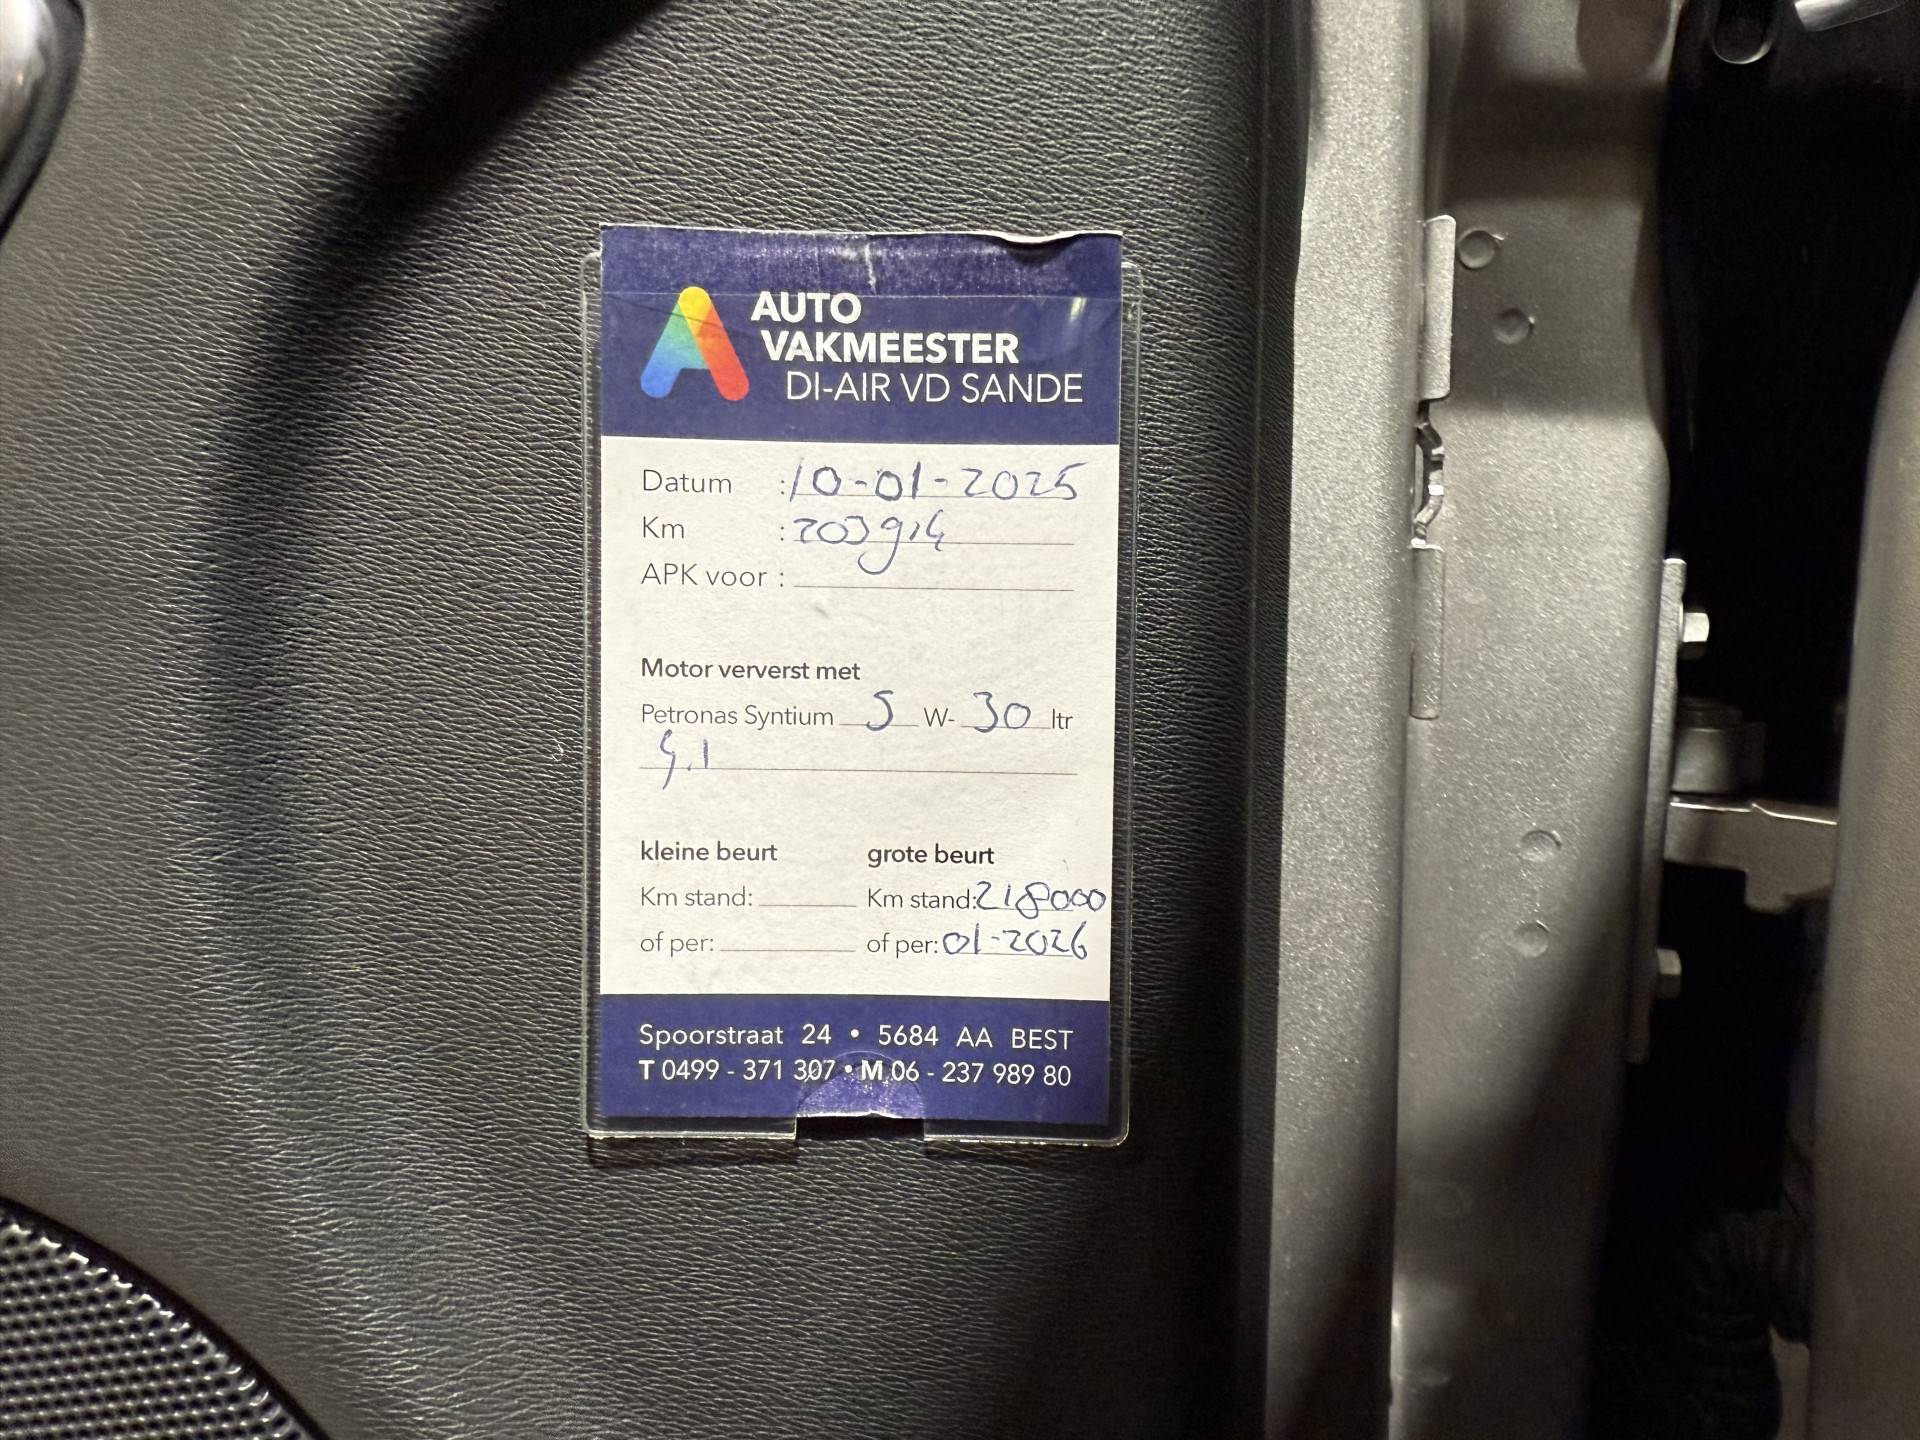 AUTO
VAKMEESTER
DI-AIR VD SANDE
Datum : 10-01-2025
Km : 203914
APK voor :
Motor ververst met
Petronas Syntium 5 W- 30 ltr
4.1
kleine beurt grote beurt
Km stand: Km stand: 218000
of per: of per: 01-2026
Spoorstraat 24 • 5684 AA BEST
T 0499 - 371 307 • M 06 - 237 989 80